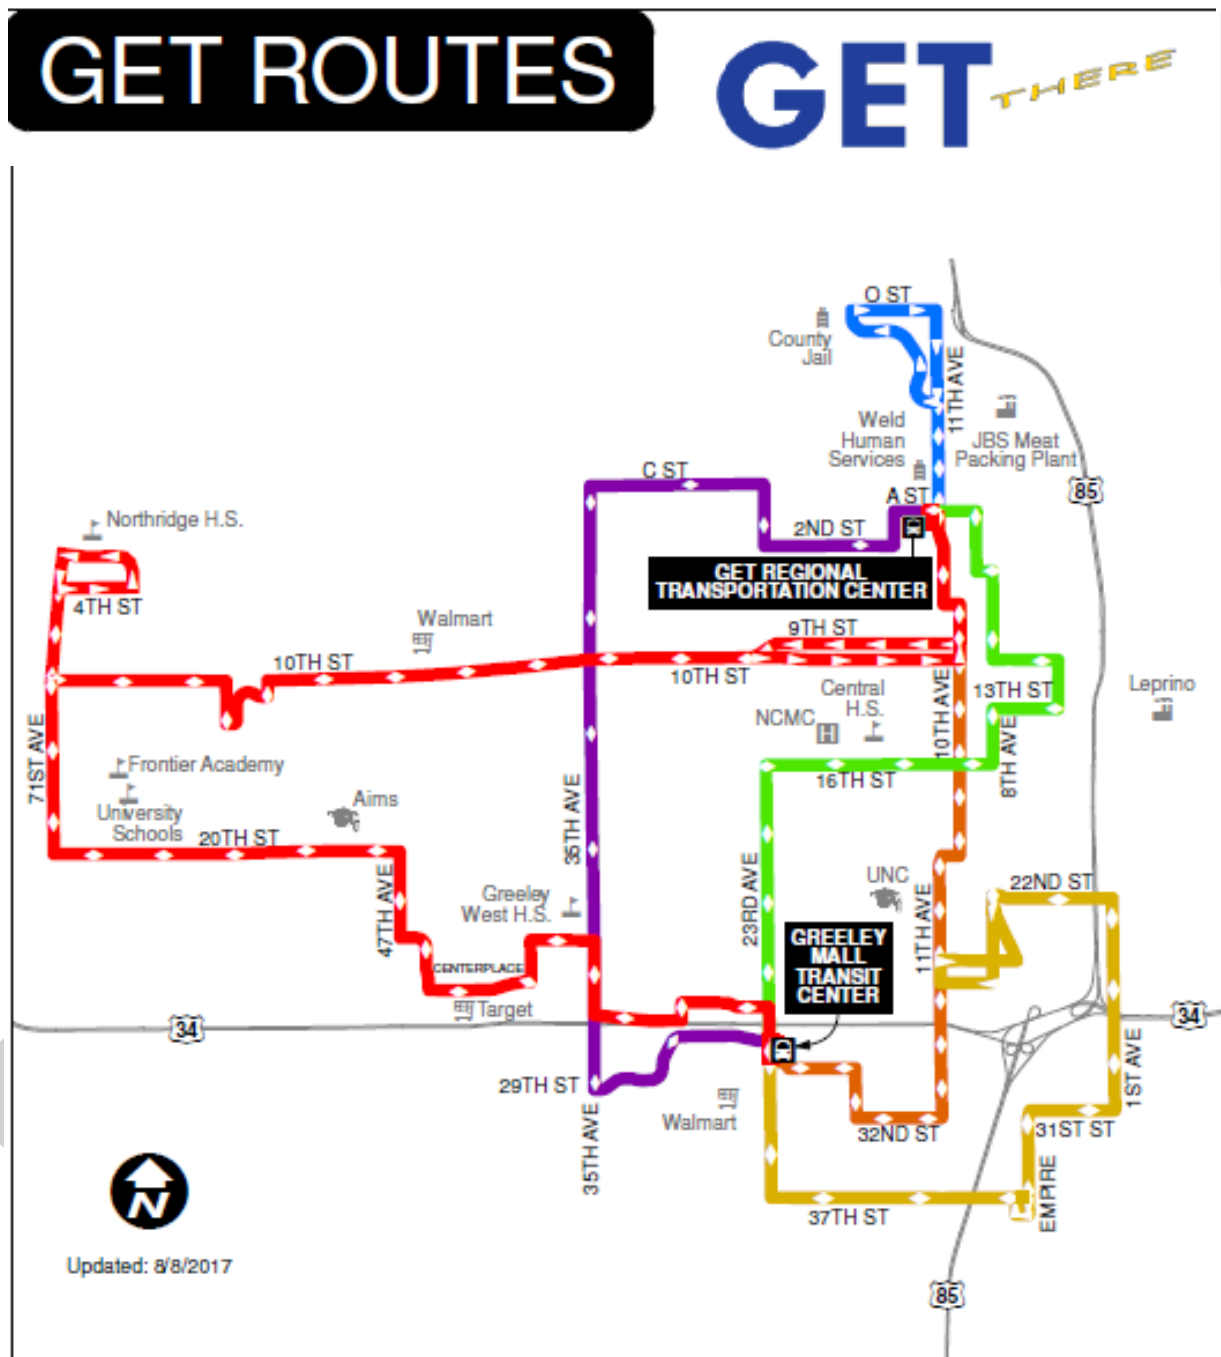 GET ROUTES
GET THERE
O ST
County
Jail
11TH AVE
Weld
Human
Services
JBS Meat
Packing Plant
85
C ST
A ST
2ND ST
Northridge H.S.
GET REGIONAL
TRANSPORTATION CENTER
4TH ST
Walmart
9TH ST
10TH ST
10TH ST
Central
H.S.
13TH ST
Leprino
NCMC
H
10TH AVE
8TH AVE
71ST AVE
Frontier Academy
16TH ST
University
Schools
Aims
20TH ST
35TH AVE
47TH AVE
Greeley
West H.S.
23RD AVE
UNC
22ND ST
11TH AVE
GREELEY
MALL
TRANSIT
CENTER
CENTERPLACE
Target
34
34
29TH ST
Walmart
1ST AVE
32ND ST
31ST ST
35TH AVE
EMPIRE
37TH ST
N
Updated: 8/8/2017
85